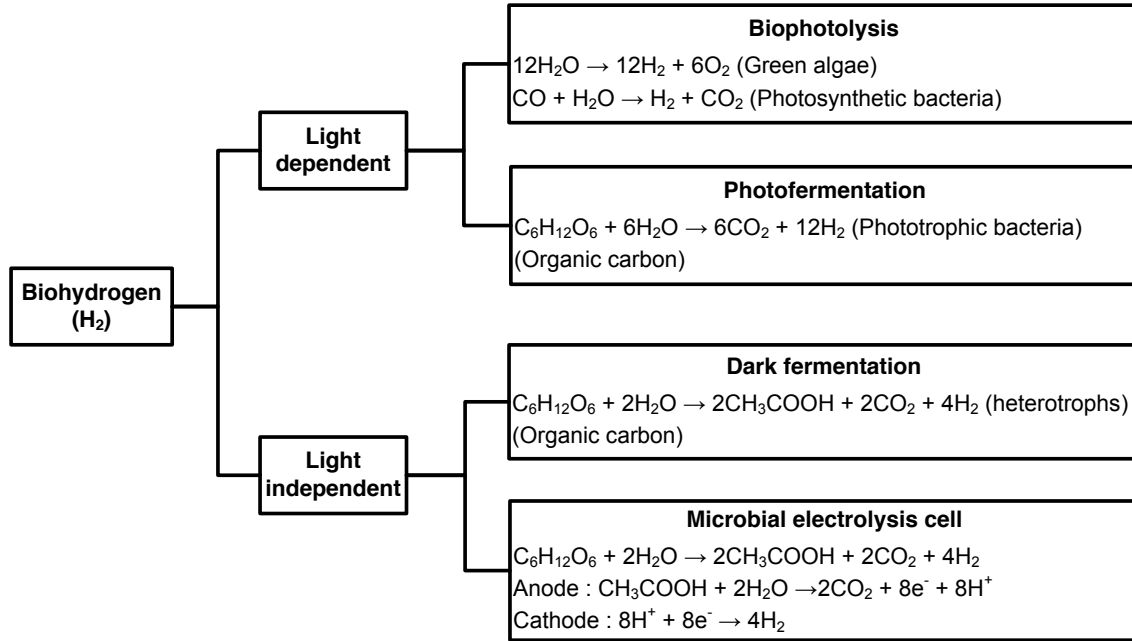 Biohydrogen
(H₂)
Light
dependent
Light
independent
Biophotolysis
12H₂O → 12H₂ + 6O₂ (Green algae)
CO + H₂O → H₂ + CO₂ (Photosynthetic bacteria)
Photofermentation
C₆H₁₂O₆ + 6H₂O → 6CO₂ + 12H₂ (Phototrophic bacteria)
(Organic carbon)
Dark fermentation
C₆H₁₂O₆ + 2H₂O → 2CH₃COOH + 2CO₂ + 4H₂ (heterotrophs)
(Organic carbon)
Microbial electrolysis cell
C₆H₁₂O₆ + 2H₂O → 2CH₃COOH + 2CO₂ + 4H₂
Anode : CH₃COOH + 2H₂O →2CO₂ + 8e⁻ + 8H⁺
Cathode : 8H⁺ + 8e⁻ → 4H₂